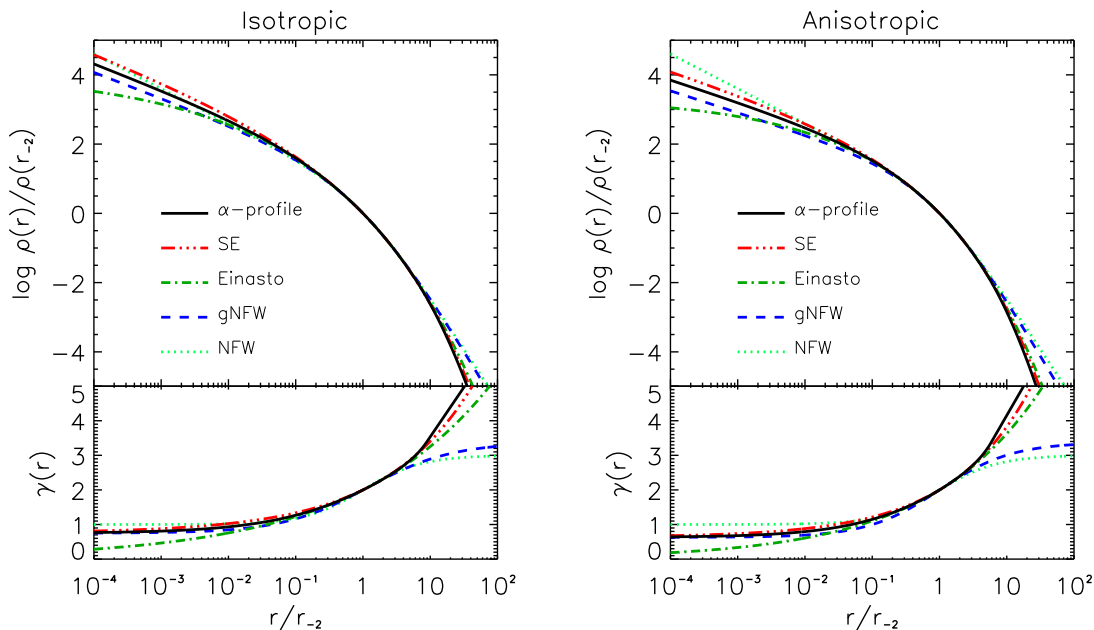 Isotropic
log ρ(r)/ρ(r₋₂)
4
2
0
−2
−4
α−profile
SE
Einasto
gNFW
NFW
γ(r)
5
4
3
2
1
0
10⁻⁴ 10⁻³ 10⁻² 10⁻¹ 1 10 10²
r/r₋₂
Anisotropic
log ρ(r)/ρ(r₋₂)
4
2
0
−2
−4
α−profile
SE
Einasto
gNFW
NFW
γ(r)
5
4
3
2
1
0
10⁻⁴ 10⁻³ 10⁻² 10⁻¹ 1 10 10²
r/r₋₂